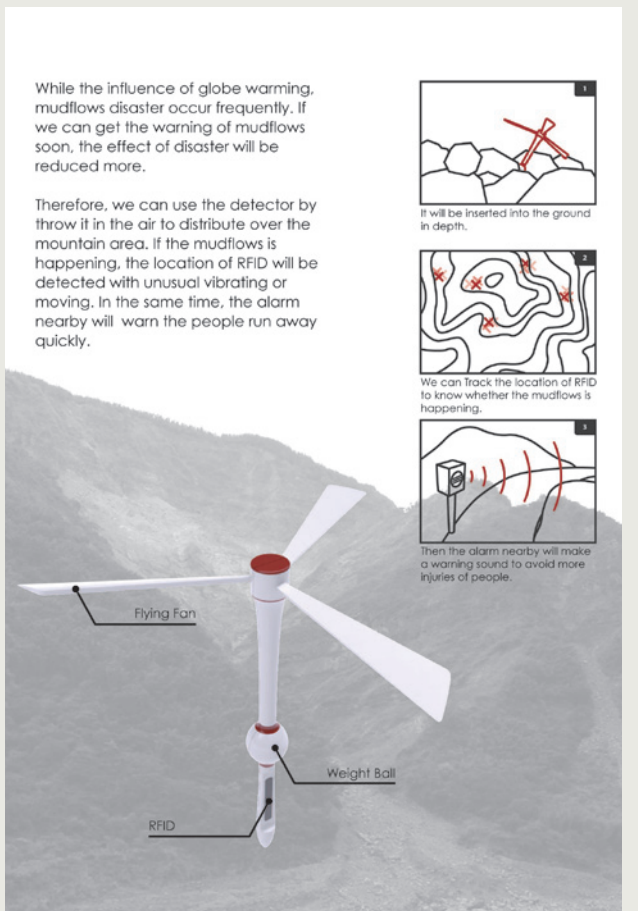 While the influence of globe warming,
mudflows disaster occur frequently. If
we can get the warning of mudflows
soon, the effect of disaster will be
reduced more.
Therefore, we can use the detector by
throw it in the air to distribute over the
mountain area. If the mudflows is
happening, the location of RFID will be
detected with unusual vibrating or
moving. In the same time, the alarm
nearby will warn the people run away
quickly.
1
It will be inserted into the ground
in depth.
2
We can Track the location of RFID
to know whether the mudflows is
happening.
3
Then the alarm nearby will make
a warning sound to avoid more
injuries of people.
Flying Fan
Weight Ball
RFID